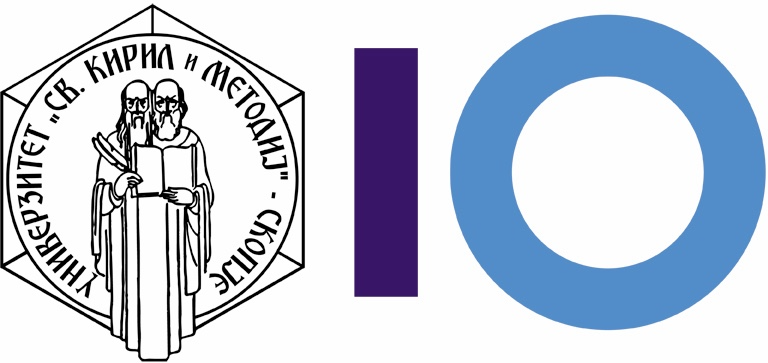 УНИВЕРЗИТЕТ „СВ. КИРИЛ и МЕТОДИЈ" - СКОПЈЕ
IO